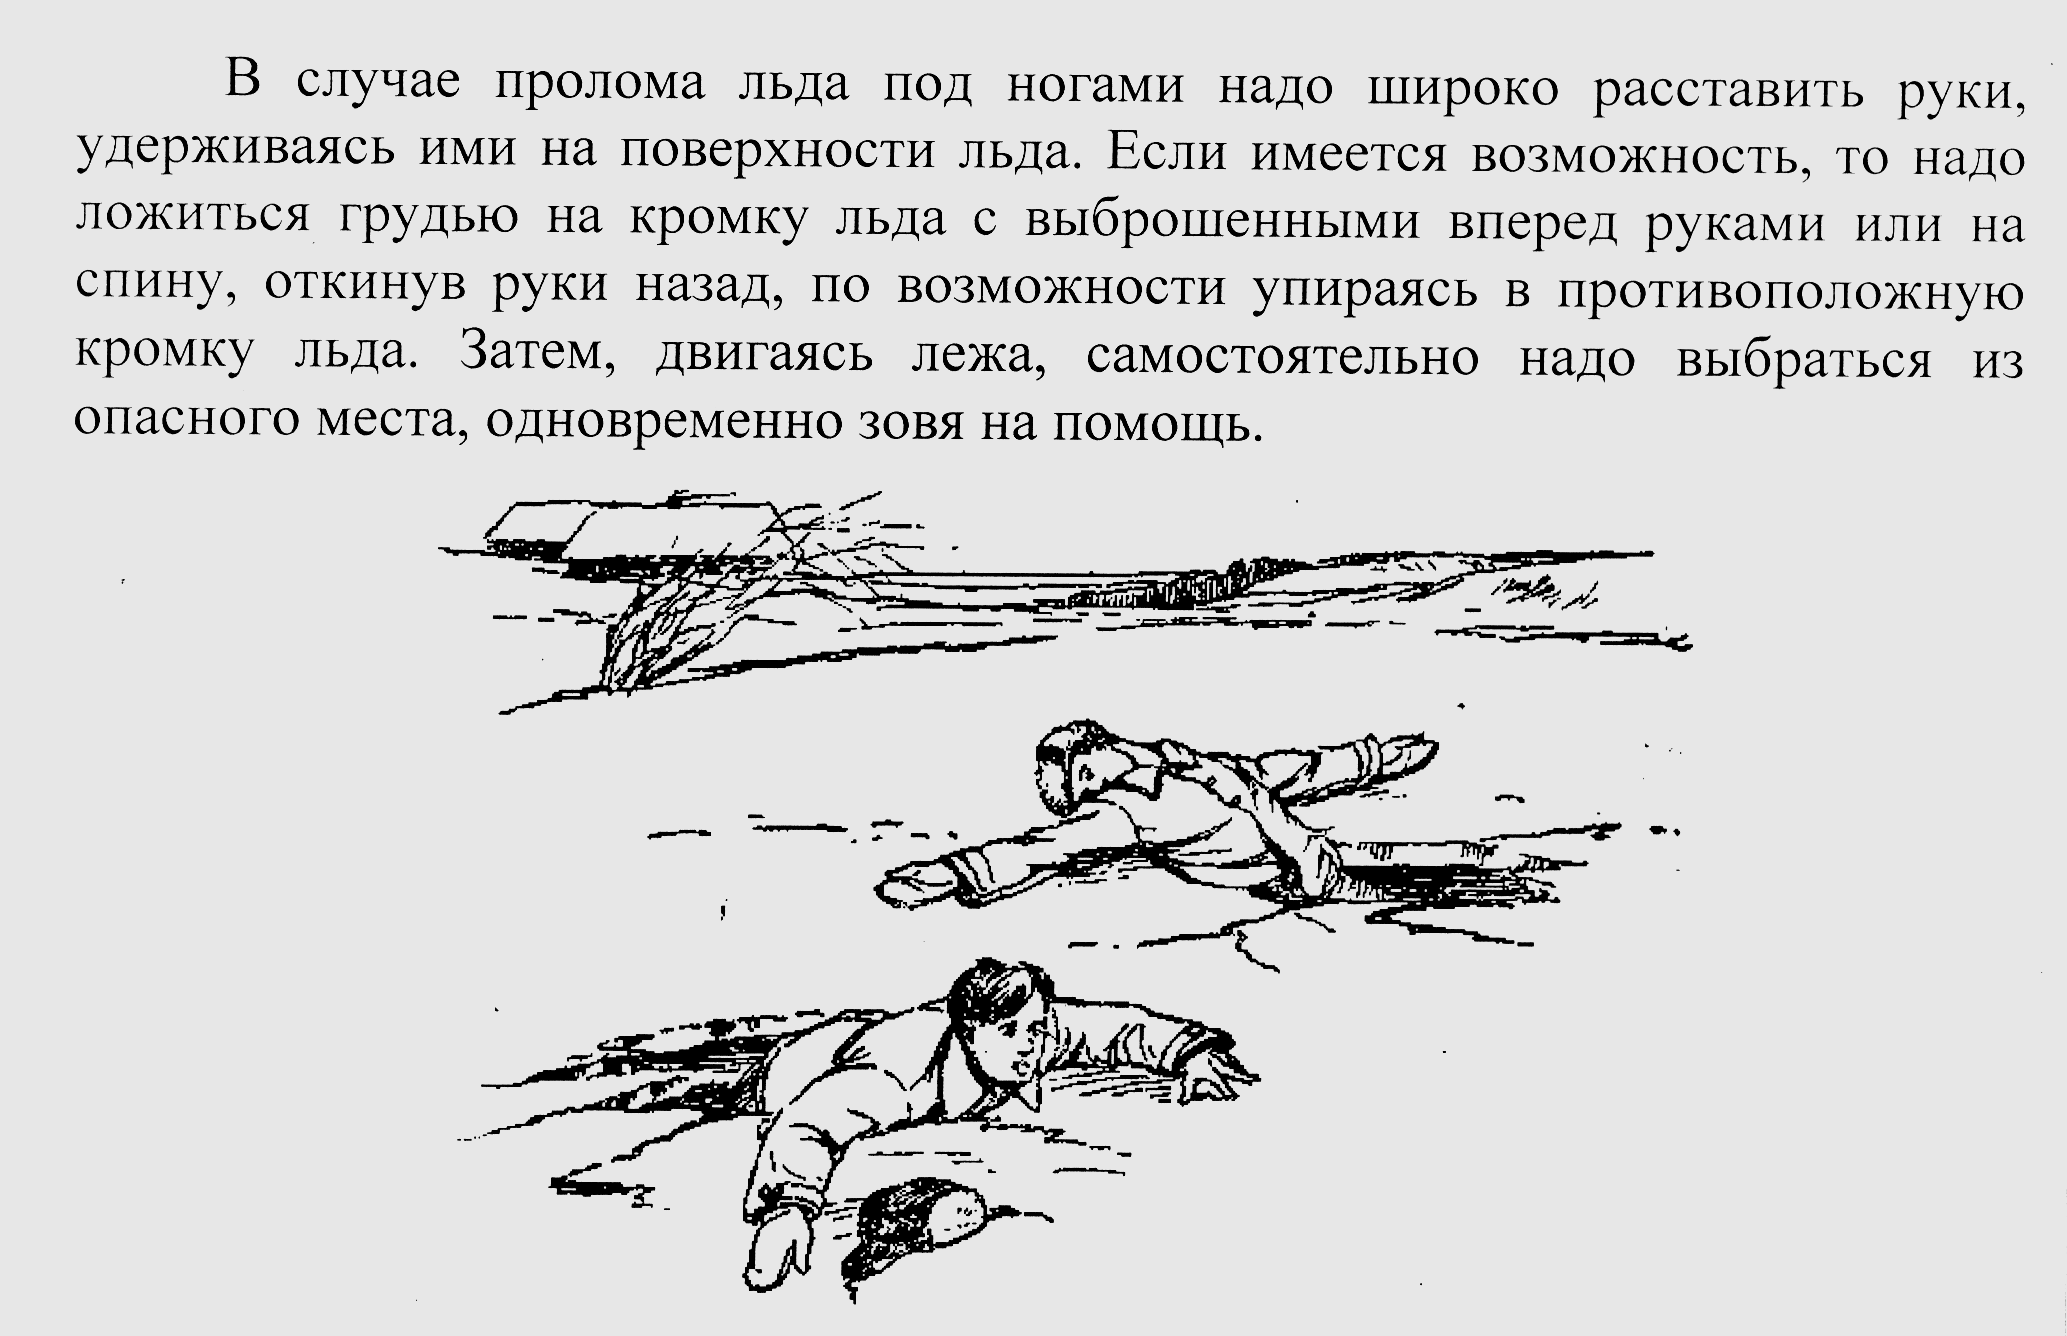 В случае пролома льда под ногами надо широко расставить руки,
удерживаясь ими на поверхности льда. Если имеется возможность, то надо
ложиться грудью на кромку льда с выброшенными вперед руками или на
спину, откинув руки назад, по возможности упираясь в противоположную
кромку льда. Затем, двигаясь лежа, самостоятельно надо выбраться из
опасного места, одновременно зовя на помощь.